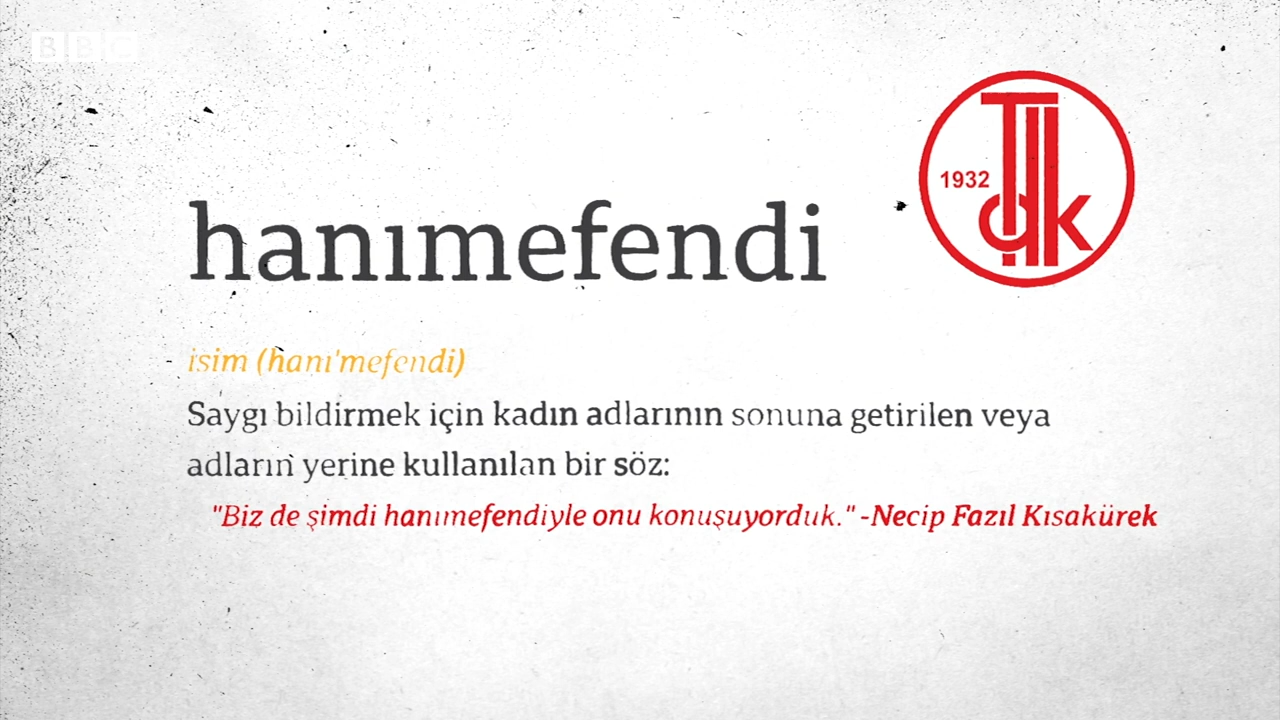 BBC
1932
Tdk
hanımefendi
isim (hanı'mefendi)
Saygı bildirmek için kadın adlarının sonuna getirilen veya
adların yerine kullanılan bir söz:
"Biz de şimdi hanımefendiyle onu konuşuyorduk." -Necip Fazıl Kısakürek